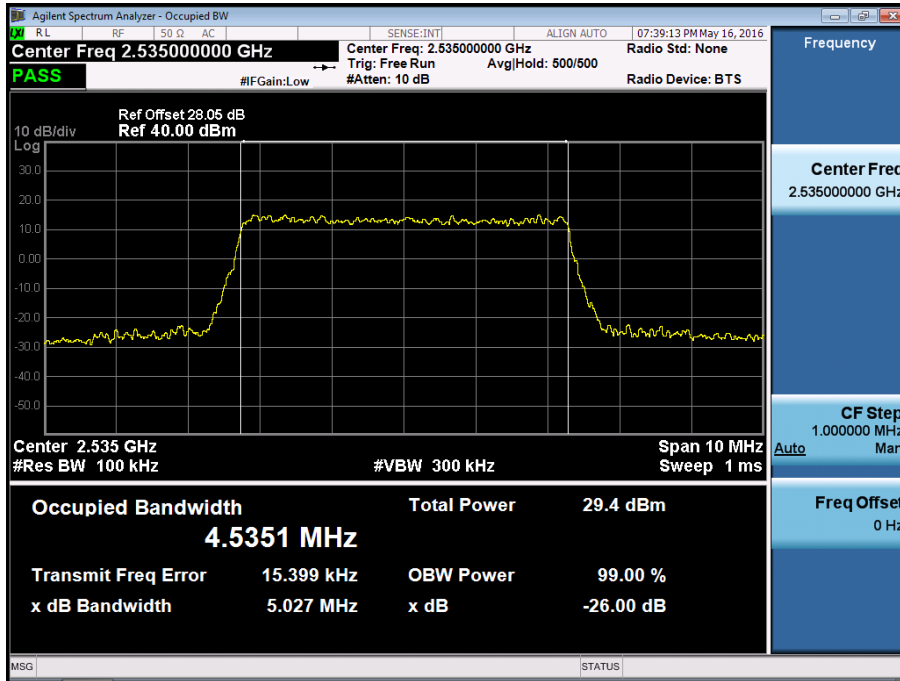 Agilent Spectrum Analyzer - Occupied BW
LXI RL RF 50 Ω AC SENSE:INT ALIGN AUTO 07:39:13 PM May 16, 2016
Center Freq 2.535000000 GHz
Center Freq: 2.535000000 GHz
Radio Std: None
Trig: Free Run Avg|Hold: 500/500
PASS
#IFGain:Low
#Atten: 10 dB
Radio Device: BTS
Ref Offset 28.05 dB
10 dB/div Ref 40.00 dBm
Log
30.0
20.0
10.0
0.00
-10.0
-20.0
-30.0
-40.0
-50.0
Center 2.535 GHz Span 10 MHz
#Res BW 100 kHz #VBW 300 kHz Sweep 1 ms
Occupied Bandwidth Total Power 29.4 dBm
4.5351 MHz
Transmit Freq Error 15.399 kHz OBW Power 99.00 %
x dB Bandwidth 5.027 MHz x dB -26.00 dB
MSG STATUS
Frequency
Center Freq
2.535000000 GHz
CF Step
1.000000 MHz
Auto Man
Freq Offset
0 Hz